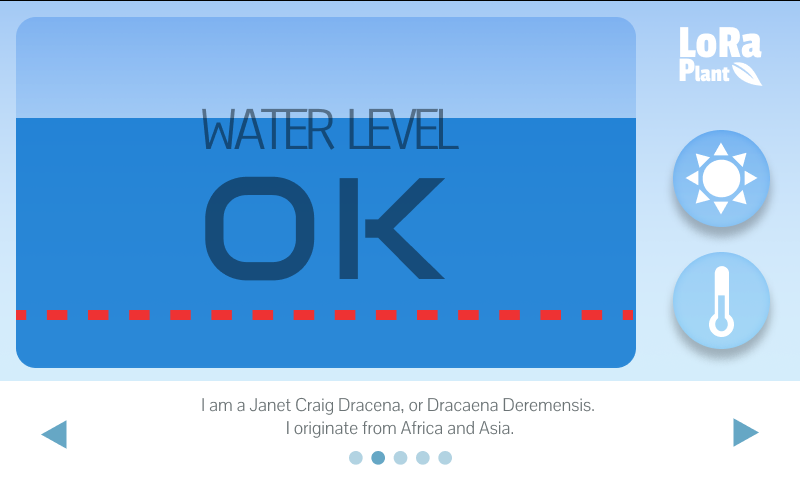 LoRa
Plant
WATER LEVEL
OK
I am a Janet Craig Dracena, or Dracaena Deremensis.
I originate from Africa and Asia.